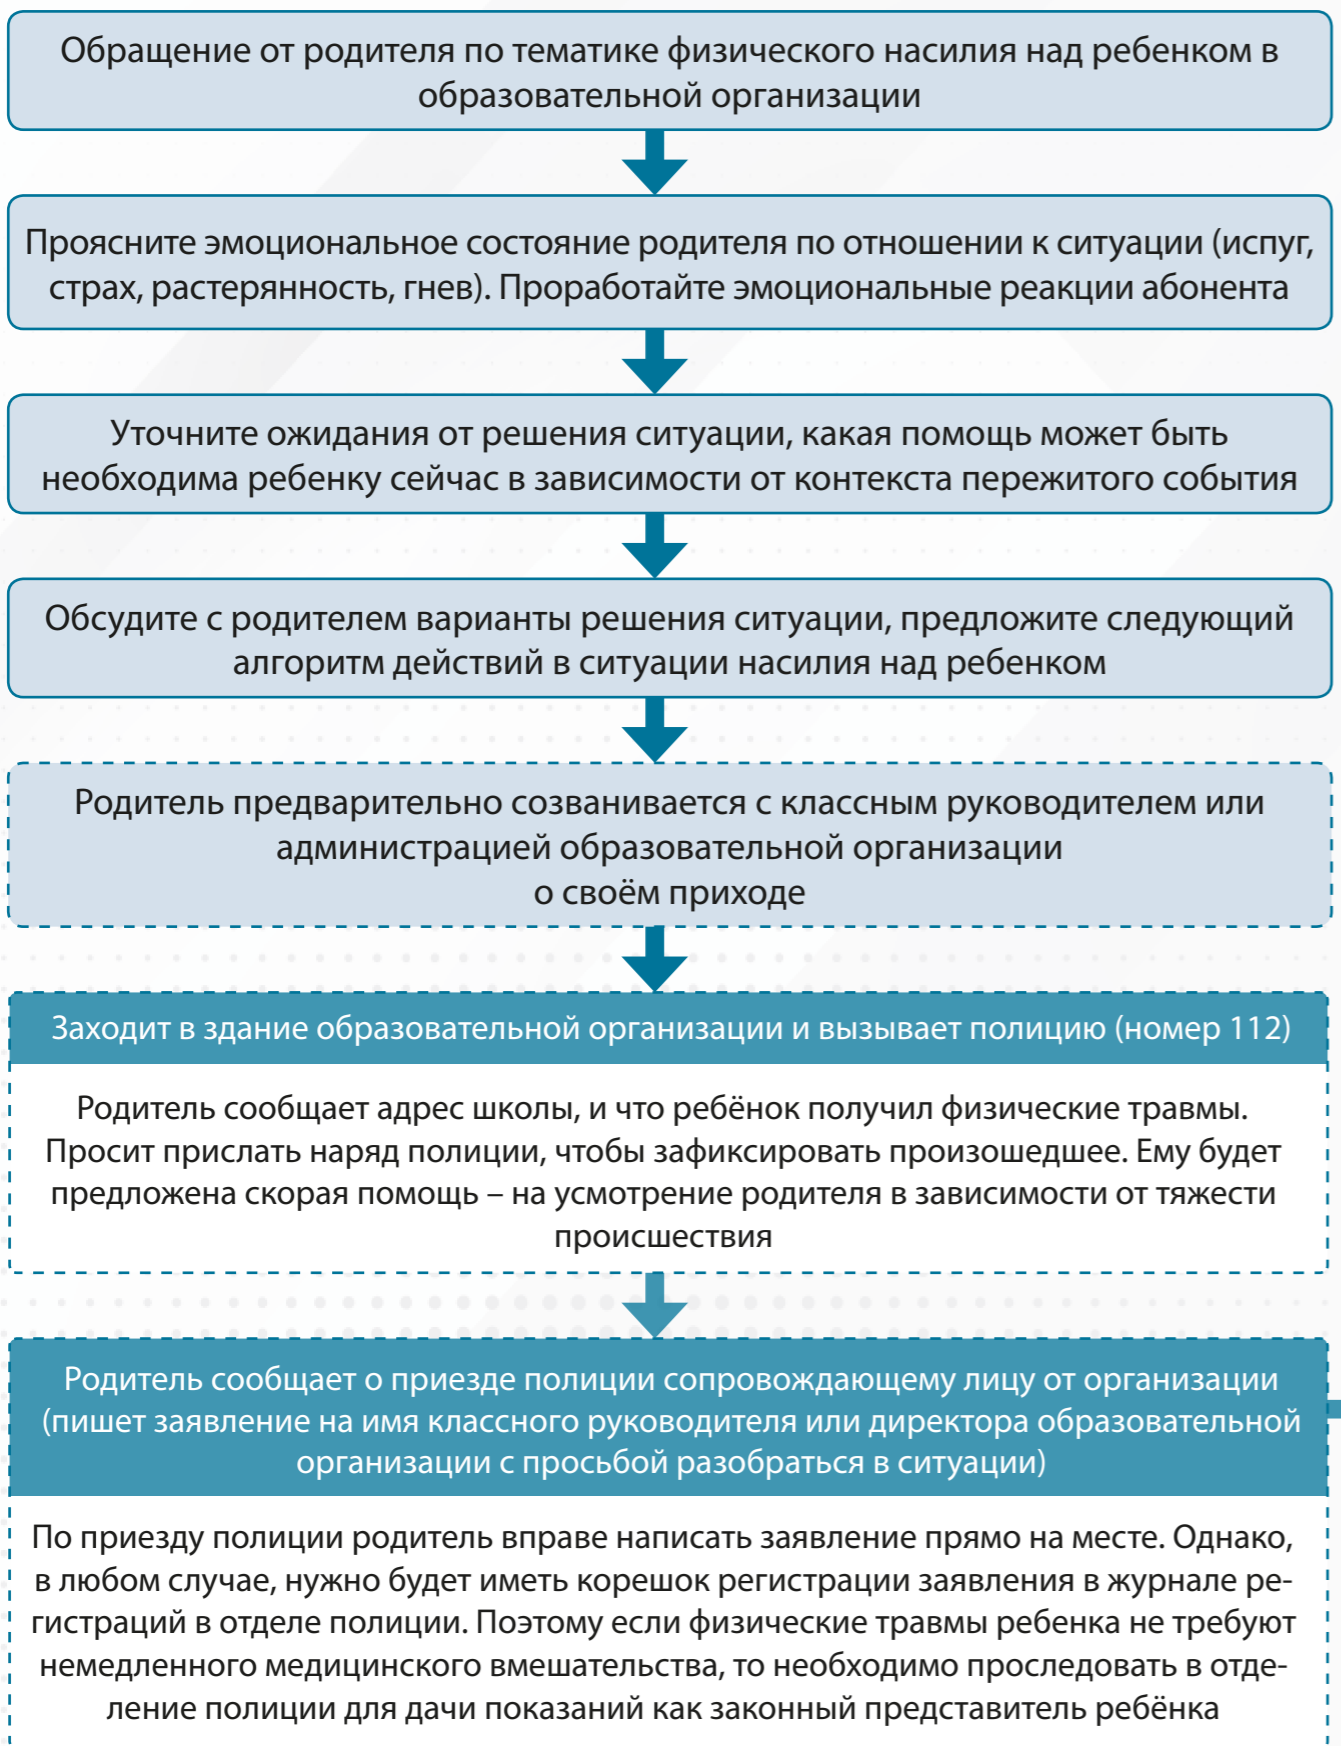 Обращение от родителя по тематике физического насилия над ребенком в
образовательной организации
Проясните эмоциональное состояние родителя по отношении к ситуации (испуг,
страх, растерянность, гнев). Проработайте эмоциональные реакции абонента
Уточните ожидания от решения ситуации, какая помощь может быть
необходима ребенку сейчас в зависимости от контекста пережитого события
Обсудите с родителем варианты решения ситуации, предложите следующий
алгоритм действий в ситуации насилия над ребенком
Родитель предварительно созванивается с классным руководителем или
администрацией образовательной организации
о своём приходе
Заходит в здание образовательной организации и вызывает полицию (номер 112)
Родитель сообщает адрес школы, и что ребёнок получил физические травмы.
Просит прислать наряд полиции, чтобы зафиксировать произошедшее. Ему будет
предложена скорая помощь – на усмотрение родителя в зависимости от тяжести
происшествия
Родитель сообщает о приезде полиции сопровождающему лицу от организации
(пишет заявление на имя классного руководителя или директора образовательной
организации с просьбой разобраться в ситуации)
По приезду полиции родитель вправе написать заявление прямо на месте. Однако,
в любом случае, нужно будет иметь корешок регистрации заявления в журнале ре-
гистраций в отделе полиции. Поэтому если физические травмы ребенка не требуют
немедленного медицинского вмешательства, то необходимо проследовать в отде-
ление полиции для дачи показаний как законный представитель ребёнка